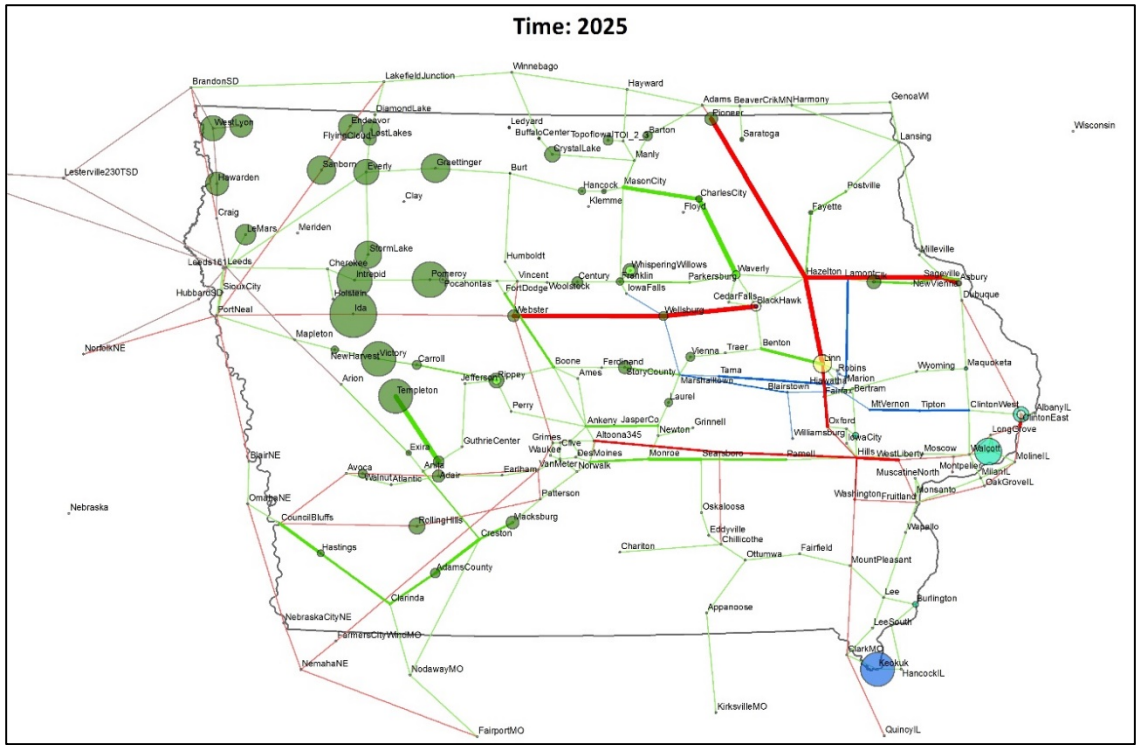 Time: 2025
Winnebago
LakefieldJunction
BrandonSD
Hayward
Adams
BeaverCrikMN
Harmony
GenoaWI
DiamondLake
Pioneer
WestLyon
Endeavor
Ledyard
Wisconsin
FlyingCloud
LostLakes
BuffaloCenter
Barton
Saratoga
Lansing
CrystalLake
Manly
Lesterville230TSD
Sanborn
Everly
Graettinger
Burt
Hawarden
Hancock
MasonCity
Postville
Clay
Klemme
CharlesCity
Floyd
Fayette
Craig
Meriden
LeMars
StormLake
Milleville
Leeds
Cherokee
Intrepid
Pomeroy
Humboldt
WhisperingWillows
Waverly
Hazelton
Lamont
Sageville
Asbury
Pocahontas
Vincent
Century
Franklin
Parkersburg
NewVienna
SiouxCity
Holstein
FortDodge
Woolstock
IowaFalls
HubbardSD
CedarFalls
BlackHawk
Dubuque
PortNeal
Ida
Webster
Wellsburg
Mapleton
NorfolkNE
NewHarvest
Victory
Carroll
Boone
Ferdinand
Vienna
Traer
Benton
Linn
Wyoming
Maquoketa
Arion
Jefferson
Rippey
Ames
StoryCounty
Marshalltown
Tama
Robins
Marion
Hiawatha
Templeton
Blairstown
Fairfax
Bertram
Perry
Laurel
MtVernon
Tipton
ClintonWest
AlbanyIL
ClintonEast
Ankeny
JasperCo
Grinnell
Oxford
GuthrieCenter
Grimes
Clive
Altoona345
Newton
Williamsburg
IowaCity
LongGrove
Exira
Waukee
DesMoines
Hills
WestLiberty
Moscow
Walcott
BlairNE
Avoca
Anita
Adair
Earlham
VanMeter
Norwalk
Monroe
Searsboro
Parnell
MolineIL
Walnut
Atlantic
MuscatineNorth
Montpelier
MilanIL
OakGroveIL
OmahaNE
Patterson
Washington
Fruitland
Monsanto
Nebraska
CouncilBluffs
RollingHills
Macksburg
Oskaloosa
Wapallo
Creston
Eddyville
Chillicothe
Hastings
Chariton
Fairfield
Ottumwa
MountPleasant
AdamsCounty
Clarinda
Lee
Burlington
Appanoose
NebraskaCityNE
LeeSouth
FarmersCityWindMO
ClarkMO
NemahaNE
NodawayMO
Keokuk
HancockIL
KirksvilleMO
FairportMO
QuincyIL